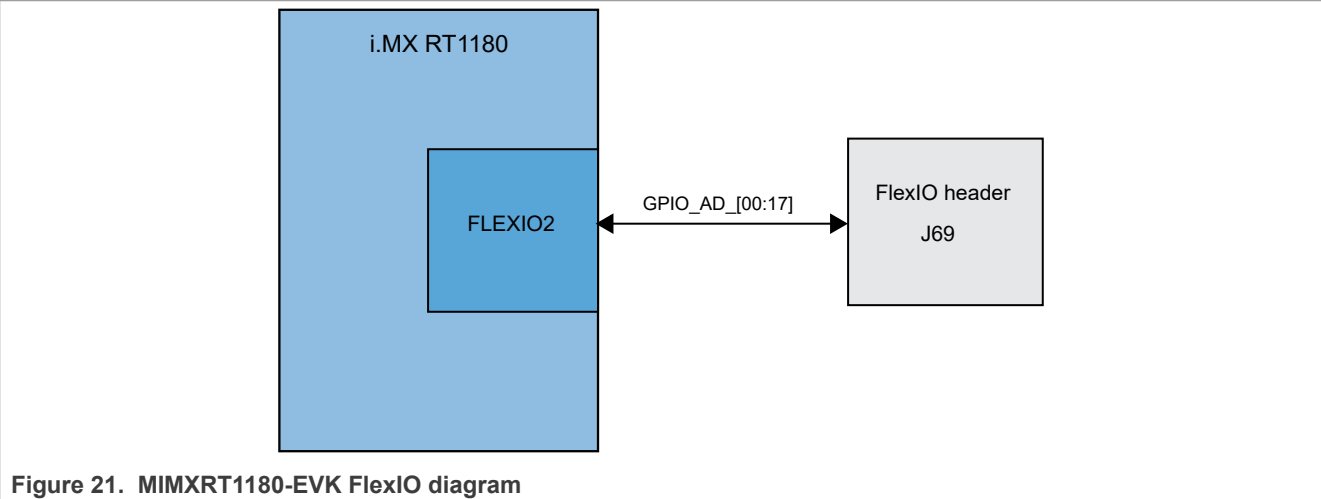 i.MX RT1180
FLEXIO2
GPIO_AD_[00:17]
FlexIO header
J69
Figure 21. MIMXRT1180-EVK FlexIO diagram